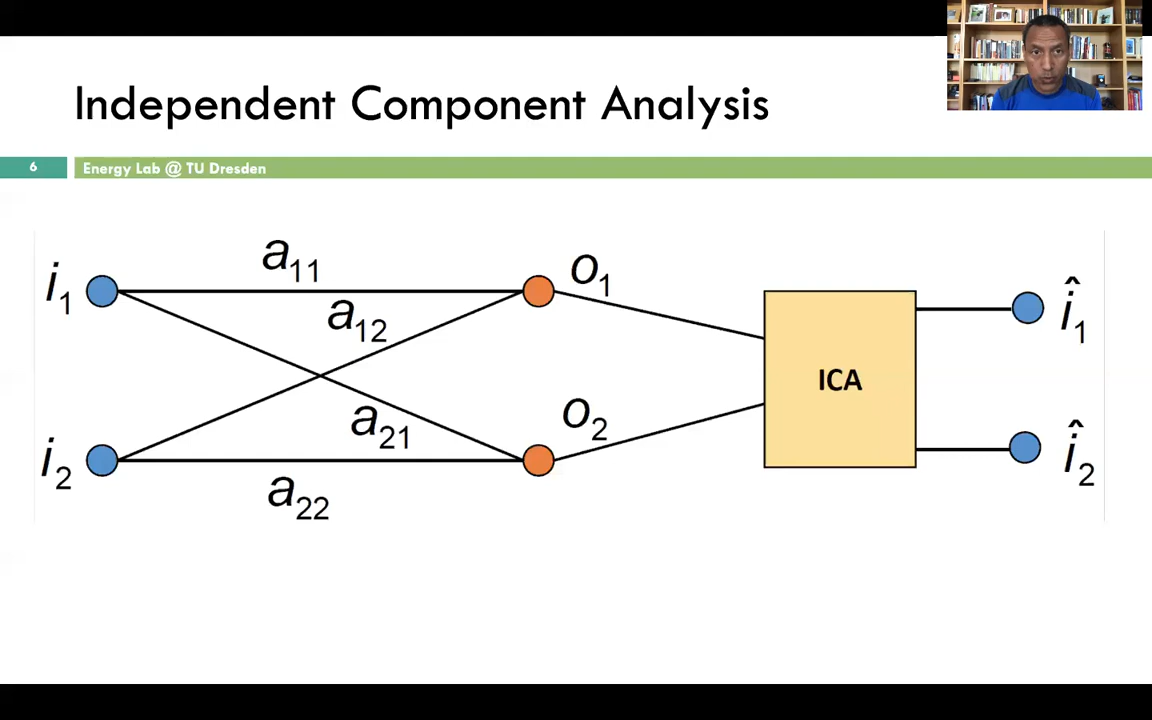 Independent Component Analysis
6
Energy Lab @ TU Dresden
i1
a11
a12
o1
î1
ICA
a21
o2
i2
î2
a22